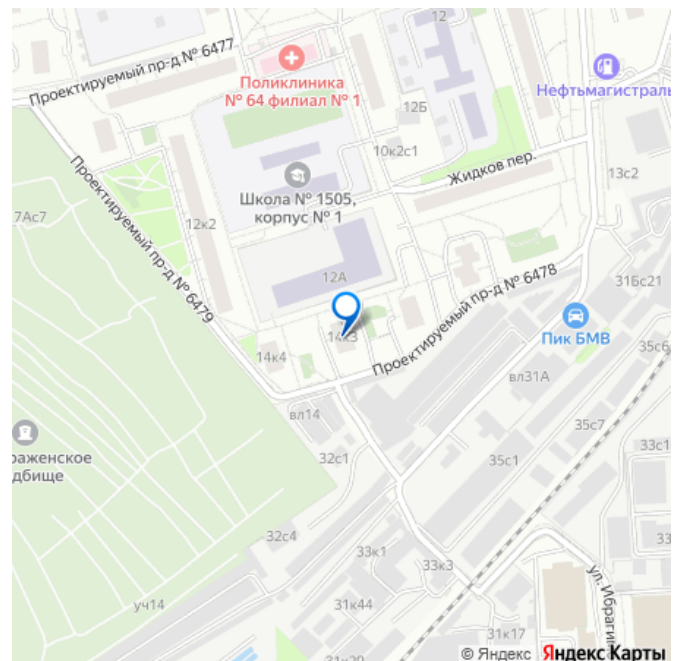 12
Проектируемый пр-д № 6477
Поликлиника
№ 64 филиал № 1
Нефтьмагистраль
12Б
10к2с1
Жидков пер.
13с2
Школа № 1505,
корпус № 1
7Ас7
12к2
Проектируемый пр-д № 6479
12А
31Бс21
Проектируемый пр-д № 6478
14к3
Пик БМВ
35с6
14к4
вл31А
вл14
35с7
раженское
дбище
32с1
35с1
33с1
32с4
33к1
33к3
33
ул. Ибрагим
уч14
31к44
31к17
31к29
© Яндекс Яндекс Карты